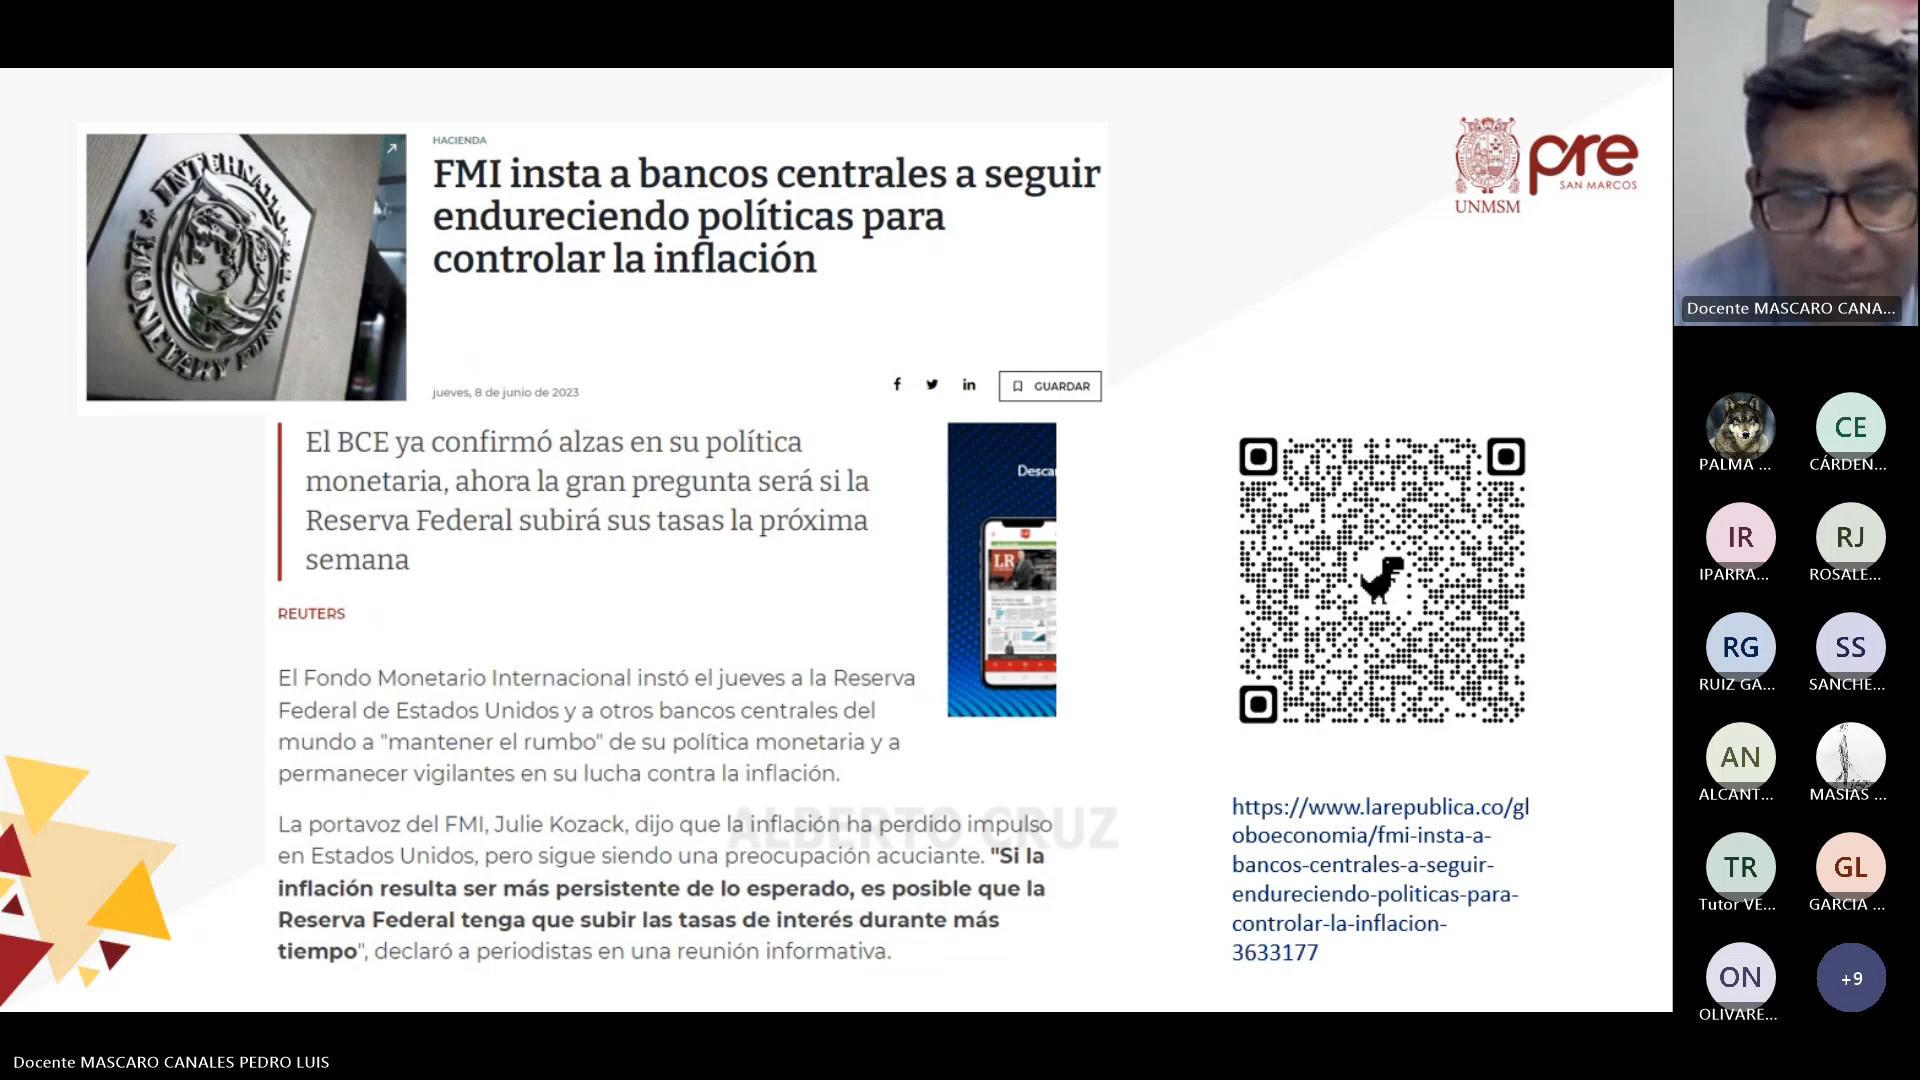 HACIENDA
FMI insta a bancos centrales a seguir
endureciendo políticas para
controlar la inflación
INTERNATIONAL MONETARY FUND
jueves, 8 de junio de 2023
GUARDAR
El BCE ya confirmó alzas en su política
monetaria, ahora la gran pregunta será si la
Reserva Federal subirá sus tasas la próxima
semana
REUTERS
Desca
LR
El Fondo Monetario Internacional instó el jueves a la Reserva
Federal de Estados Unidos y a otros bancos centrales del
mundo a "mantener el rumbo" de su política monetaria y a
permanecer vigilantes en su lucha contra la inflación.
La portavoz del FMI, Julie Kozack, dijo que la inflación ha perdido impulso
en Estados Unidos, pero sigue siendo una preocupación acuciante. "Si la
inflación resulta ser más persistente de lo esperado, es posible que la
Reserva Federal tenga que subir las tasas de interés durante más
tiempo", declaró a periodistas en una reunión informativa.
ALBERTO CRUZ
UNMSM
pre
SAN MARCOS
https://www.larepublica.co/gl
oboeconomia/fmi-insta-a-
bancos-centrales-a-seguir-
endureciendo-politicas-para-
controlar-la-inflacion-
3633177
Docente MASCARO CANA...
PALMA ...
CE
CÁRDEN...
IR
IPARRA...
RJ
ROSALE...
RG
RUIZ GA...
SS
SANCHE...
AN
ALCANT...
MASIAS ...
TR
Tutor VE...
GL
GARCIA ...
ON
OLIVARE...
+9
Docente MASCARO CANALES PEDRO LUIS